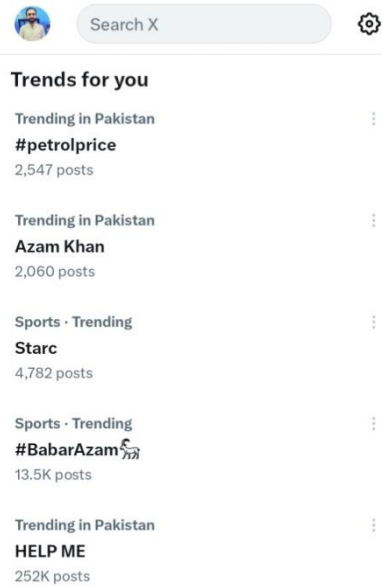 Search X
Trends for you
Trending in Pakistan
#petrolprice
2,547 posts
Trending in Pakistan
Azam Khan
2,060 posts
Sports · Trending
Starc
4,782 posts
Sports · Trending
#BabarAzam🐐
13.5K posts
Trending in Pakistan
HELP ME
252K posts